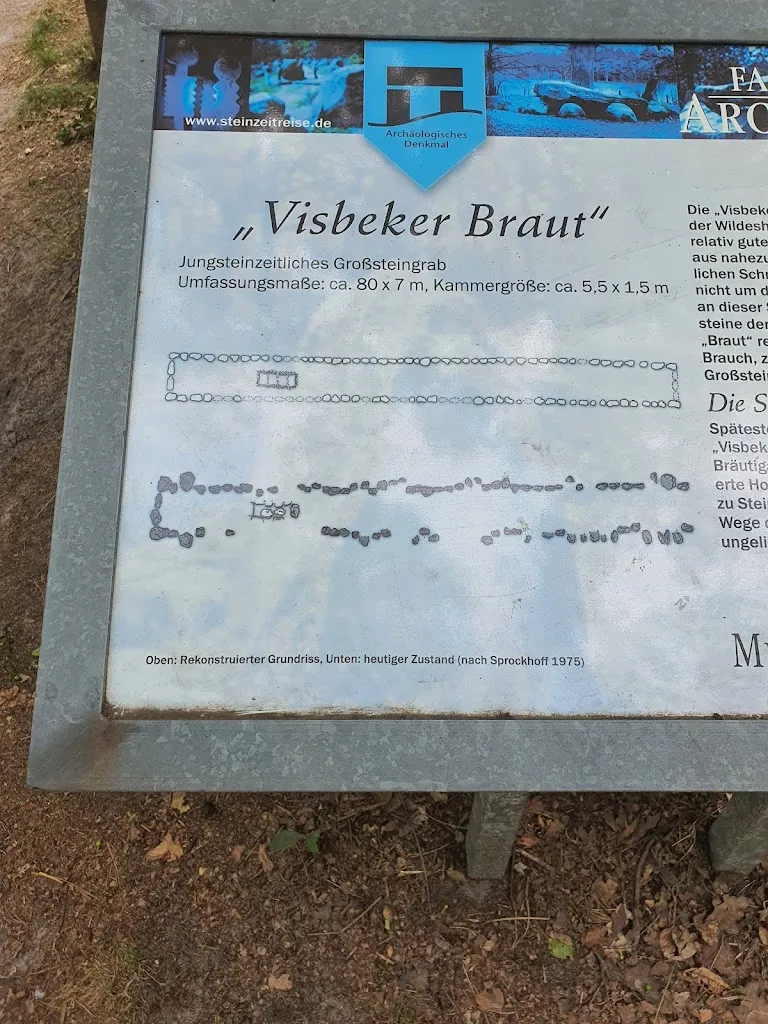 www.steinzeitreise.de
Archäologisches
Denkmal
FA
ARC
„Visbeker Braut“
Jungsteinzeitliches Großsteingrab
Umfassungsmaße: ca. 80 x 7 m, Kammergröße: ca. 5,5 x 1,5 m
Die „Visbek
der Wildesh
relativ gute
aus nahezu
lichen Schr
nicht um d
an dieser
steine der
„Braut“ re
Brauch, z
Großstein
Die S
Spätest
„Visbek
Bräutiga
erte Ho
zu Stei
Wege
ungeli
Oben: Rekonstruierter Grundriss, Unten: heutiger Zustand (nach Sprockhoff 1975)